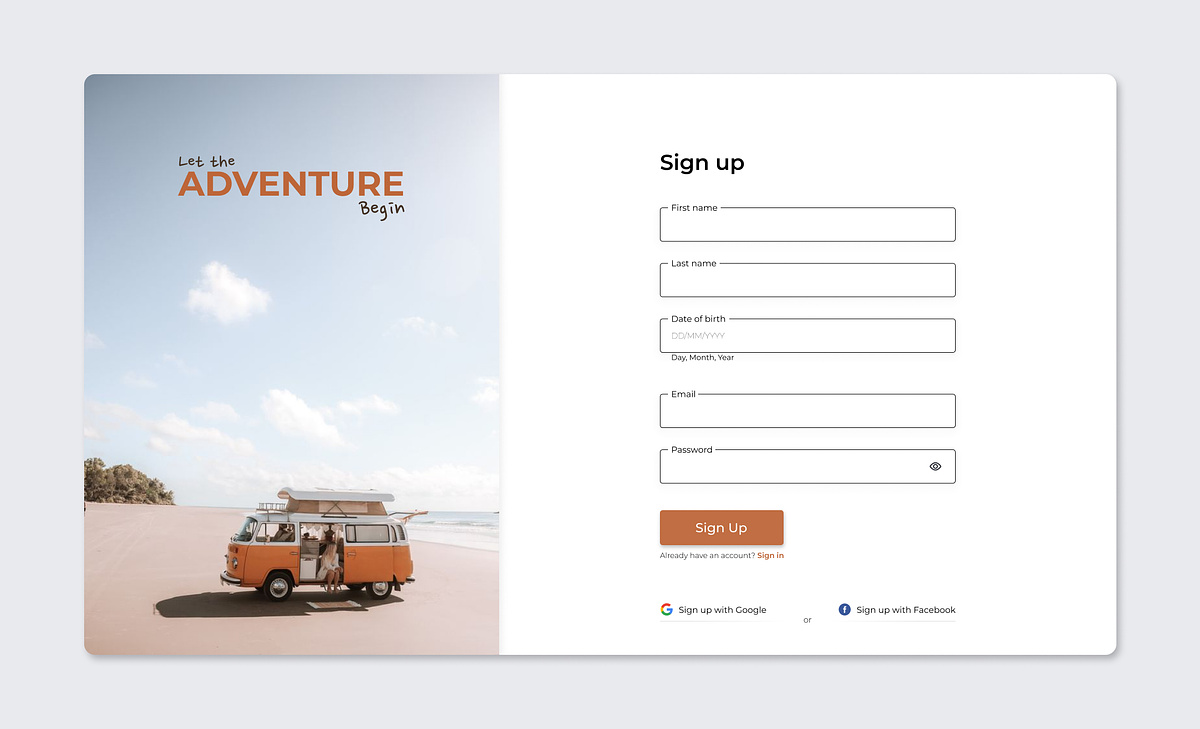 Let the
ADVENTURE
Begin
Sign up
First name
Last name
Date of birth
DD/MM/YYYY
Day, Month, Year
Email
Password
Sign Up
Already have an account? Sign in
Sign up with Google
or
Sign up with Facebook